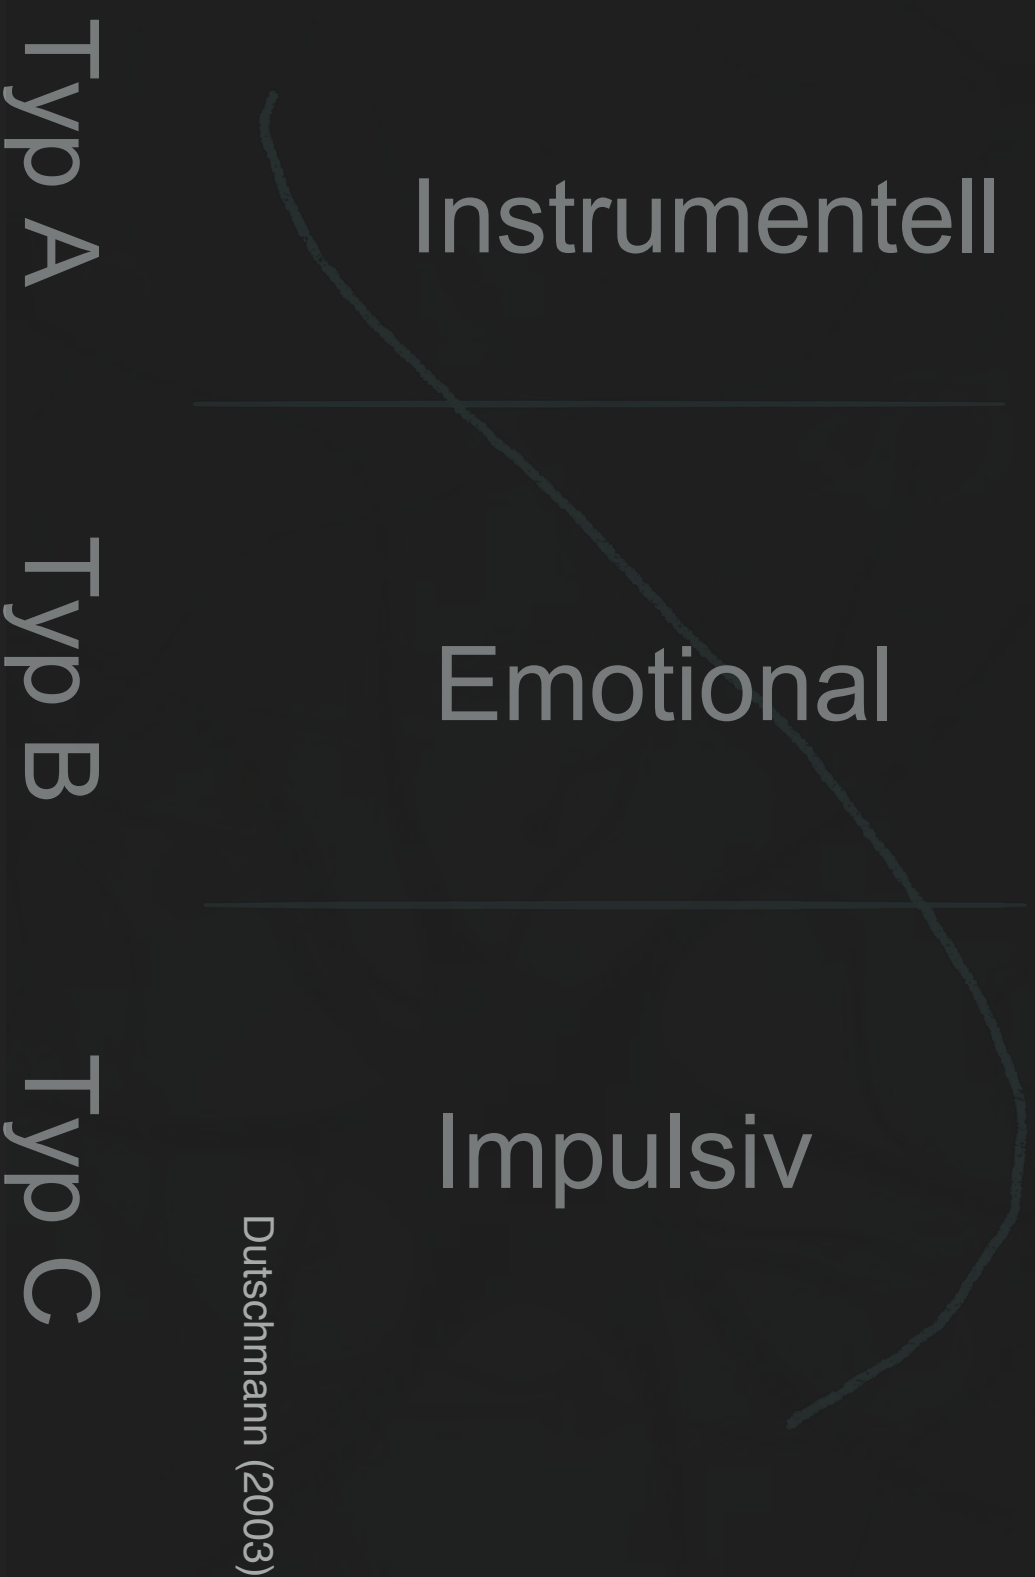 Typ A
Instrumentell
Typ B
Emotional
Typ C
Impulsiv
Dutschmann (2003)